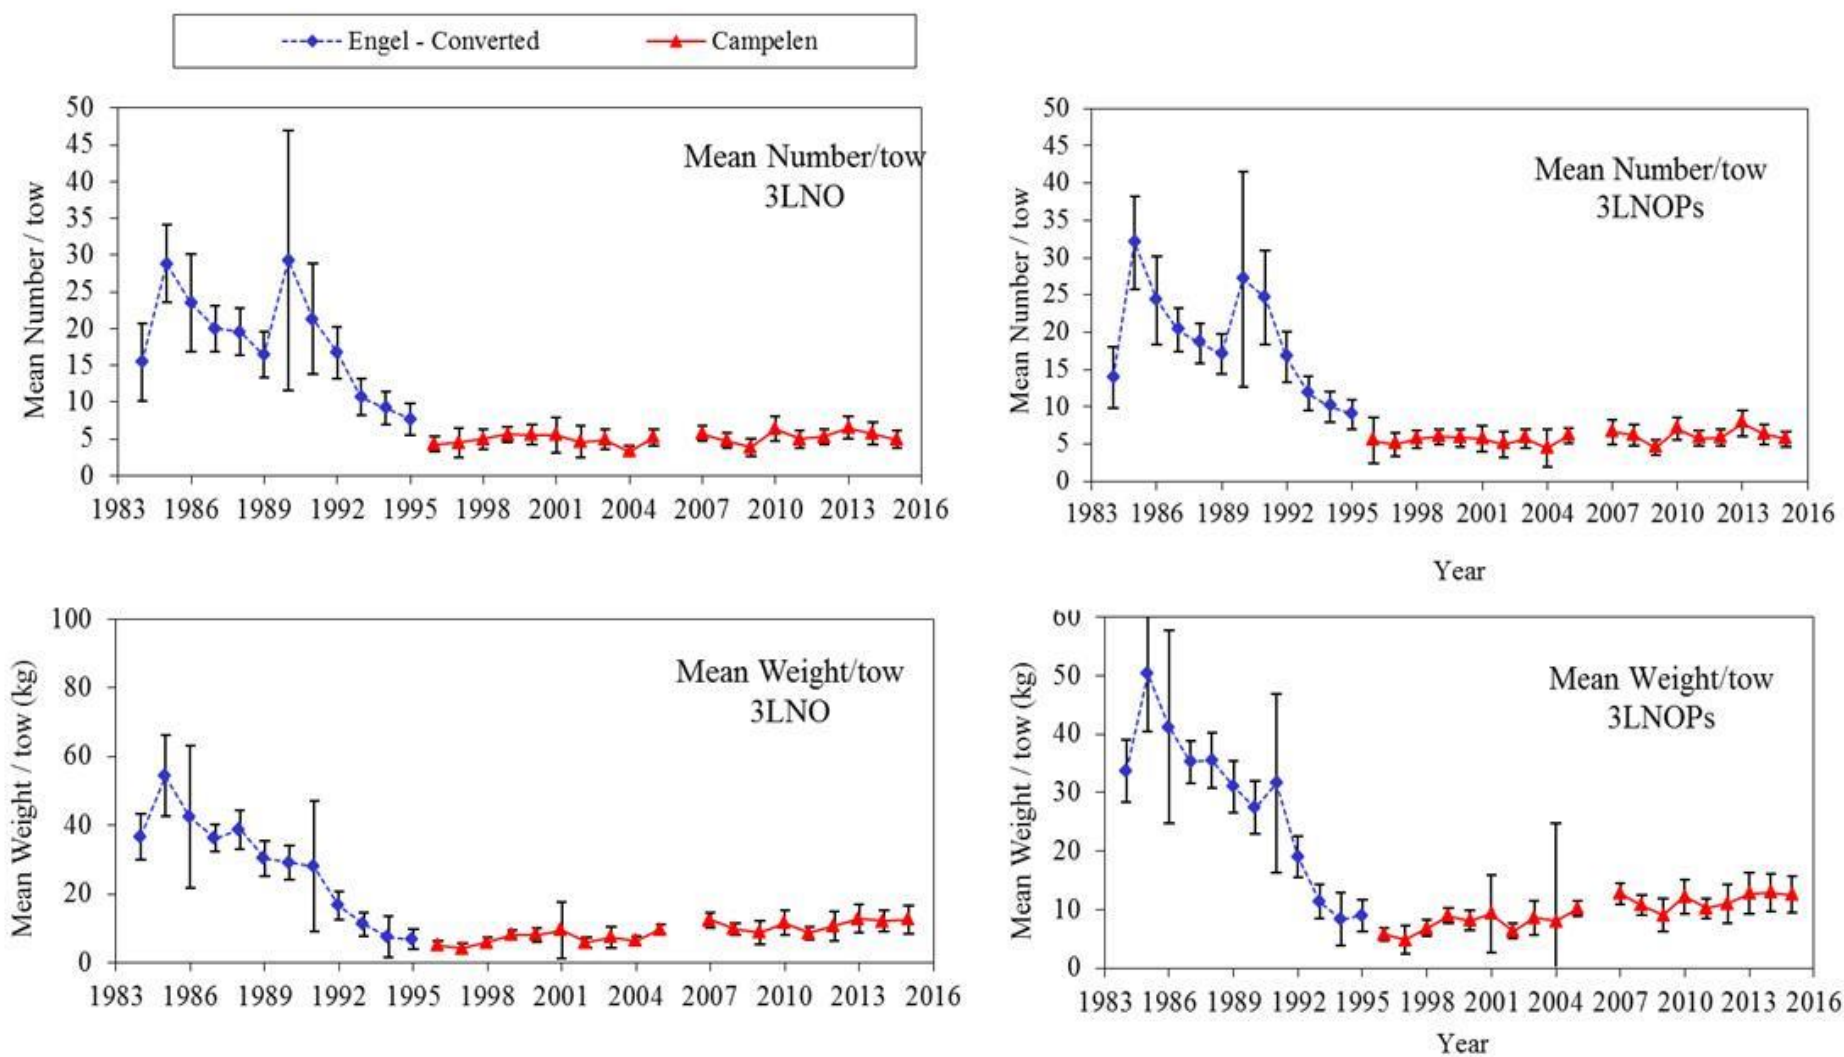 Engel - Converted Campelen
50
45
40
35
30
25
20
15
10
5
0
Mean Number / tow
Mean Number/tow
3LNO
1983 1986 1989 1992 1995 1998 2001 2004 2007 2010 2013 2016
50
45
40
35
30
25
20
15
10
5
0
Mean Number / tow
Mean Number/tow
3LNOPs
1983 1986 1989 1992 1995 1998 2001 2004 2007 2010 2013 2016
Year
100
80
60
40
20
0
Mean Weight / tow (kg)
Mean Weight/tow
3LNO
1983 1986 1989 1992 1995 1998 2001 2004 2007 2010 2013 2016
60
50
40
30
20
10
0
Mean Weight / tow (kg)
Mean Weight/tow
3LNOPs
1983 1986 1989 1992 1995 1998 2001 2004 2007 2010 2013 2016
Year